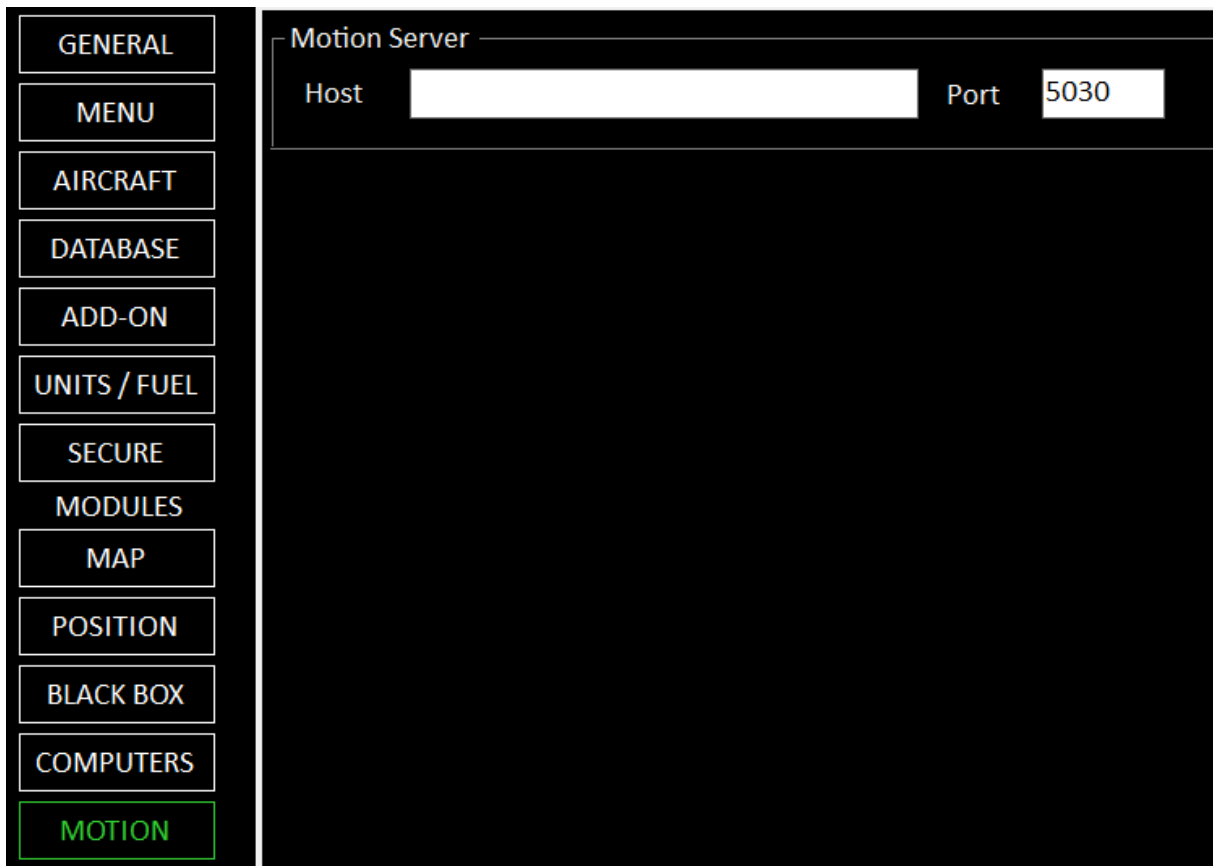 GENERAL
MENU
AIRCRAFT
DATABASE
ADD-ON
UNITS / FUEL
SECURE
MODULES
MAP
POSITION
BLACK BOX
COMPUTERS
MOTION
Motion Server
Host Port 5030